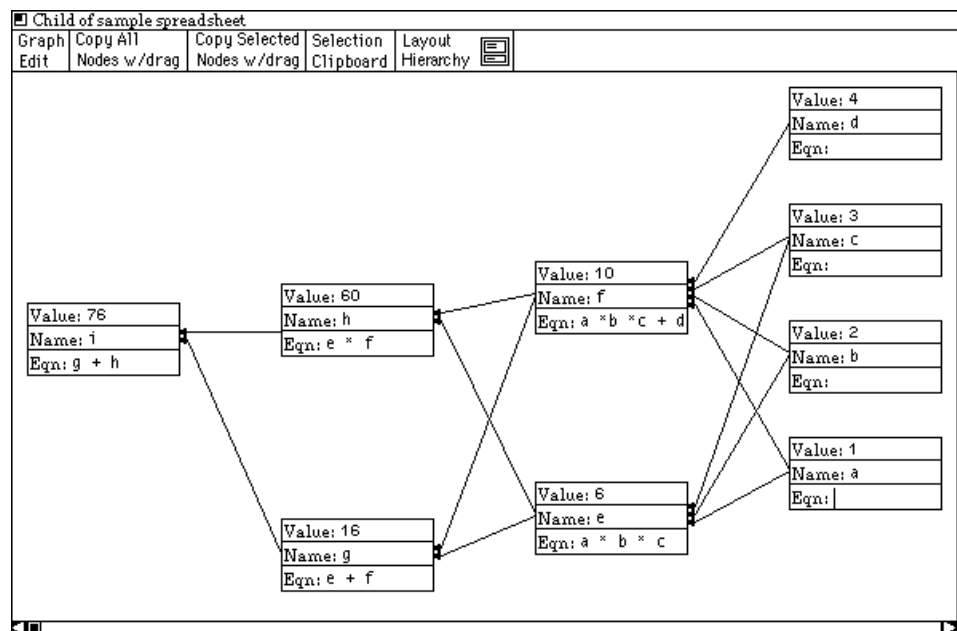 Child of sample spreadsheet
Graph Edit
Copy All Nodes w/drag
Copy Selected Nodes w/drag
Selection Clipboard
Layout Hierarchy
Value: 76
Name: i
Eqn: g + h
Value: 60
Name: h
Eqn: e * f
Value: 16
Name: g
Eqn: e + f
Value: 10
Name: f
Eqn: a *b *c + d
Value: 6
Name: e
Eqn: a * b * c
Value: 4
Name: d
Eqn:
Value: 3
Name: c
Eqn:
Value: 2
Name: b
Eqn:
Value: 1
Name: a
Eqn: